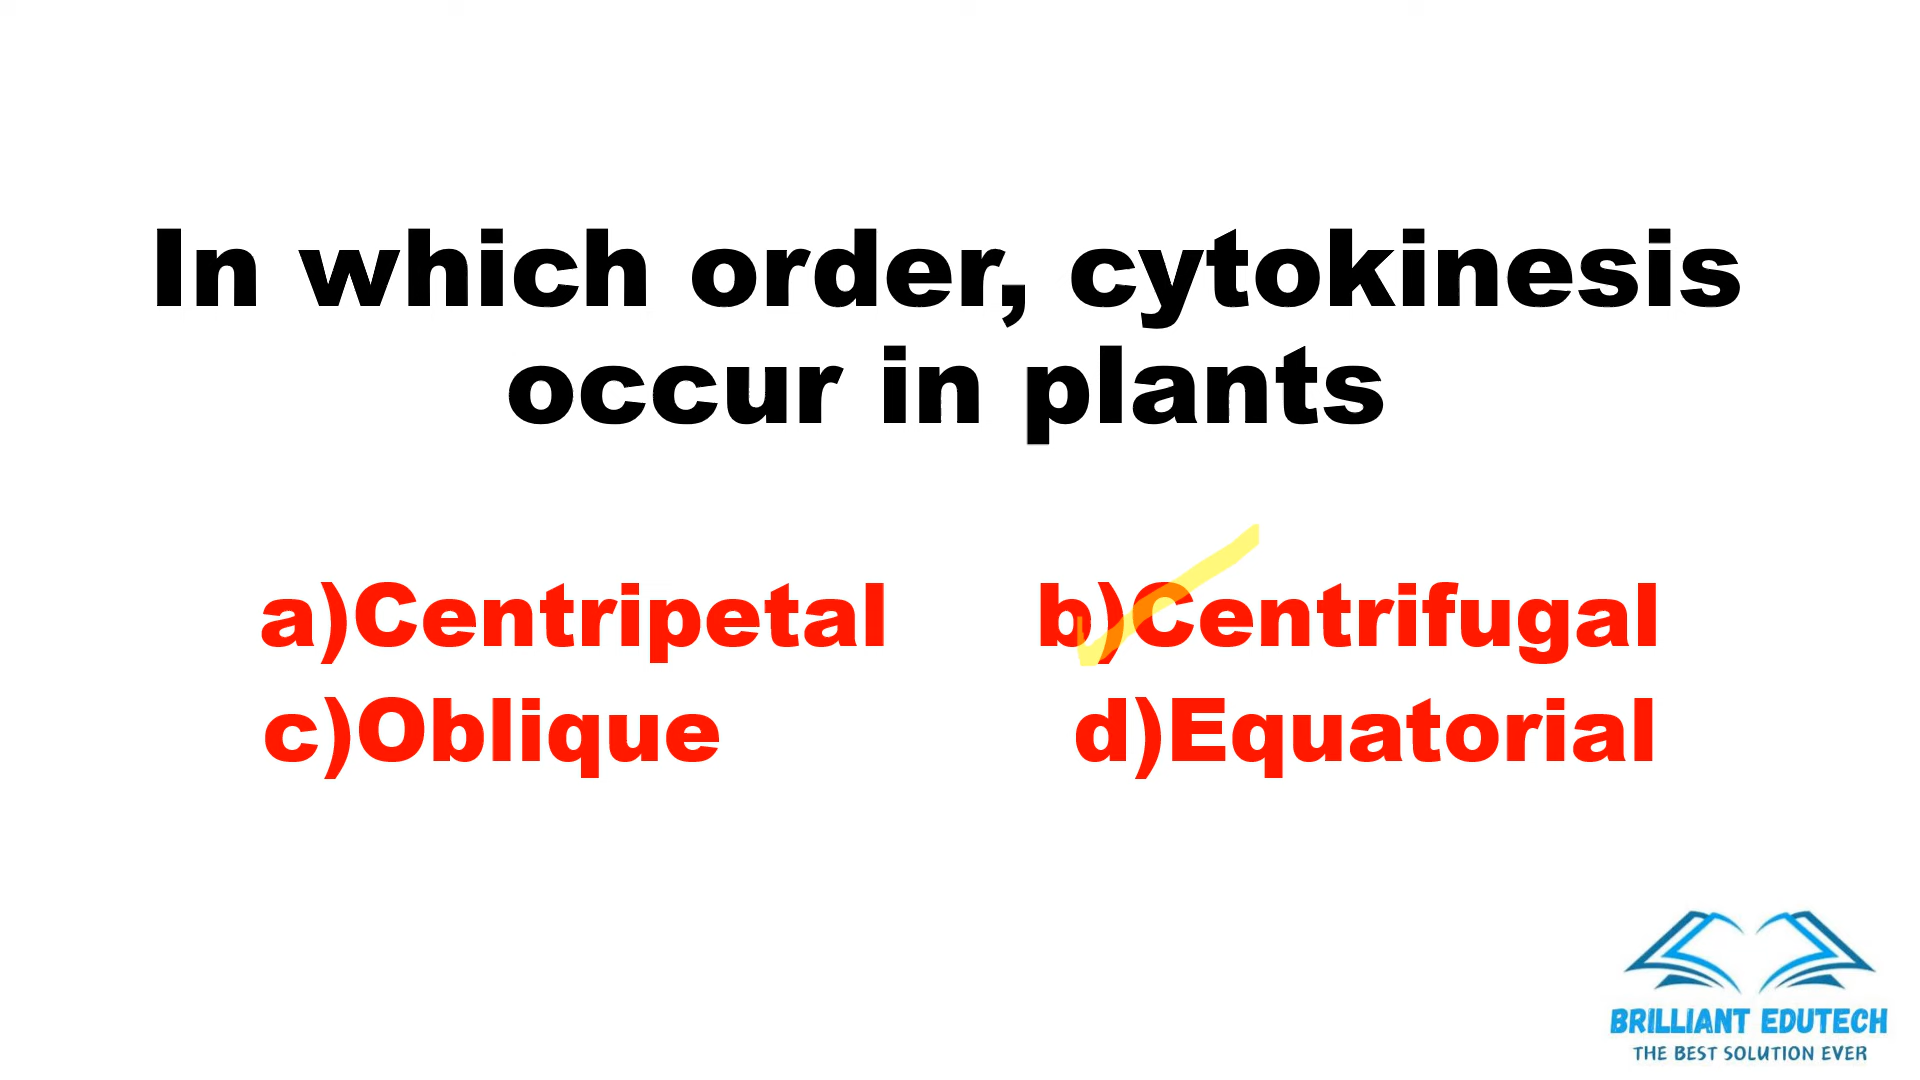 In which order, cytokinesis
occur in plants
a)Centripetal b)Centrifugal
c)Oblique d)Equatorial
BRILLIANT EDUTECH
THE BEST SOLUTION EVER